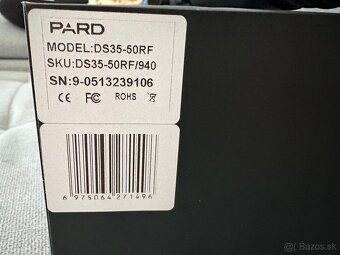 PARD
MODEL:DS35-50RF
SKU:DS35-50RF/940
SN:9-0513239106
CE FC ROHS
6 975064 271496
Bazos.sk